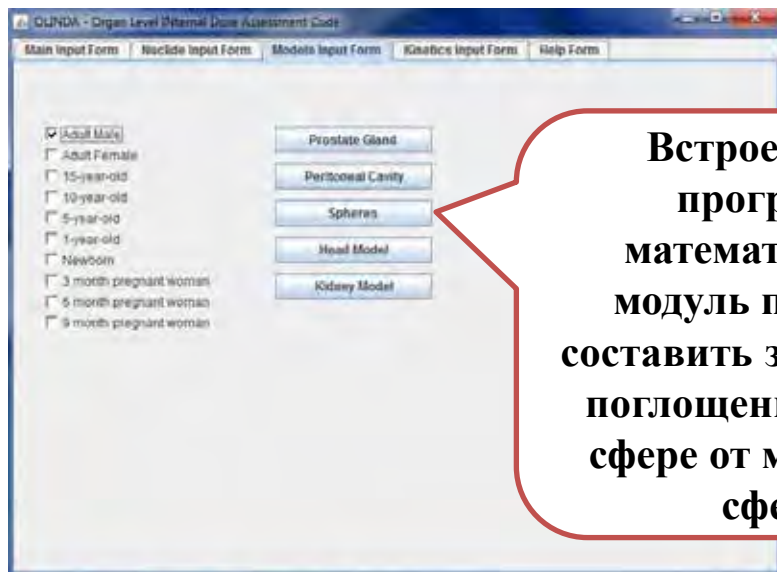 OLINDA - Organ Level INternal Dose Assessment Code
Main Input Form Nuclide Input Form Models Input Form Kinetics Input Form Help Form
Adult Male
Adult Female
15-year-old
10-year-old
5-year-old
1-year-old
Newborn
3 month pregnant woman
6 month pregnant woman
9 month pregnant woman
Prostate Gland
Peritoneal Cavity
Spheres
Head Model
Kidney Model
Встрое
прогр
математ
модуль п
составить з
поглощен
сфере от м
сфе